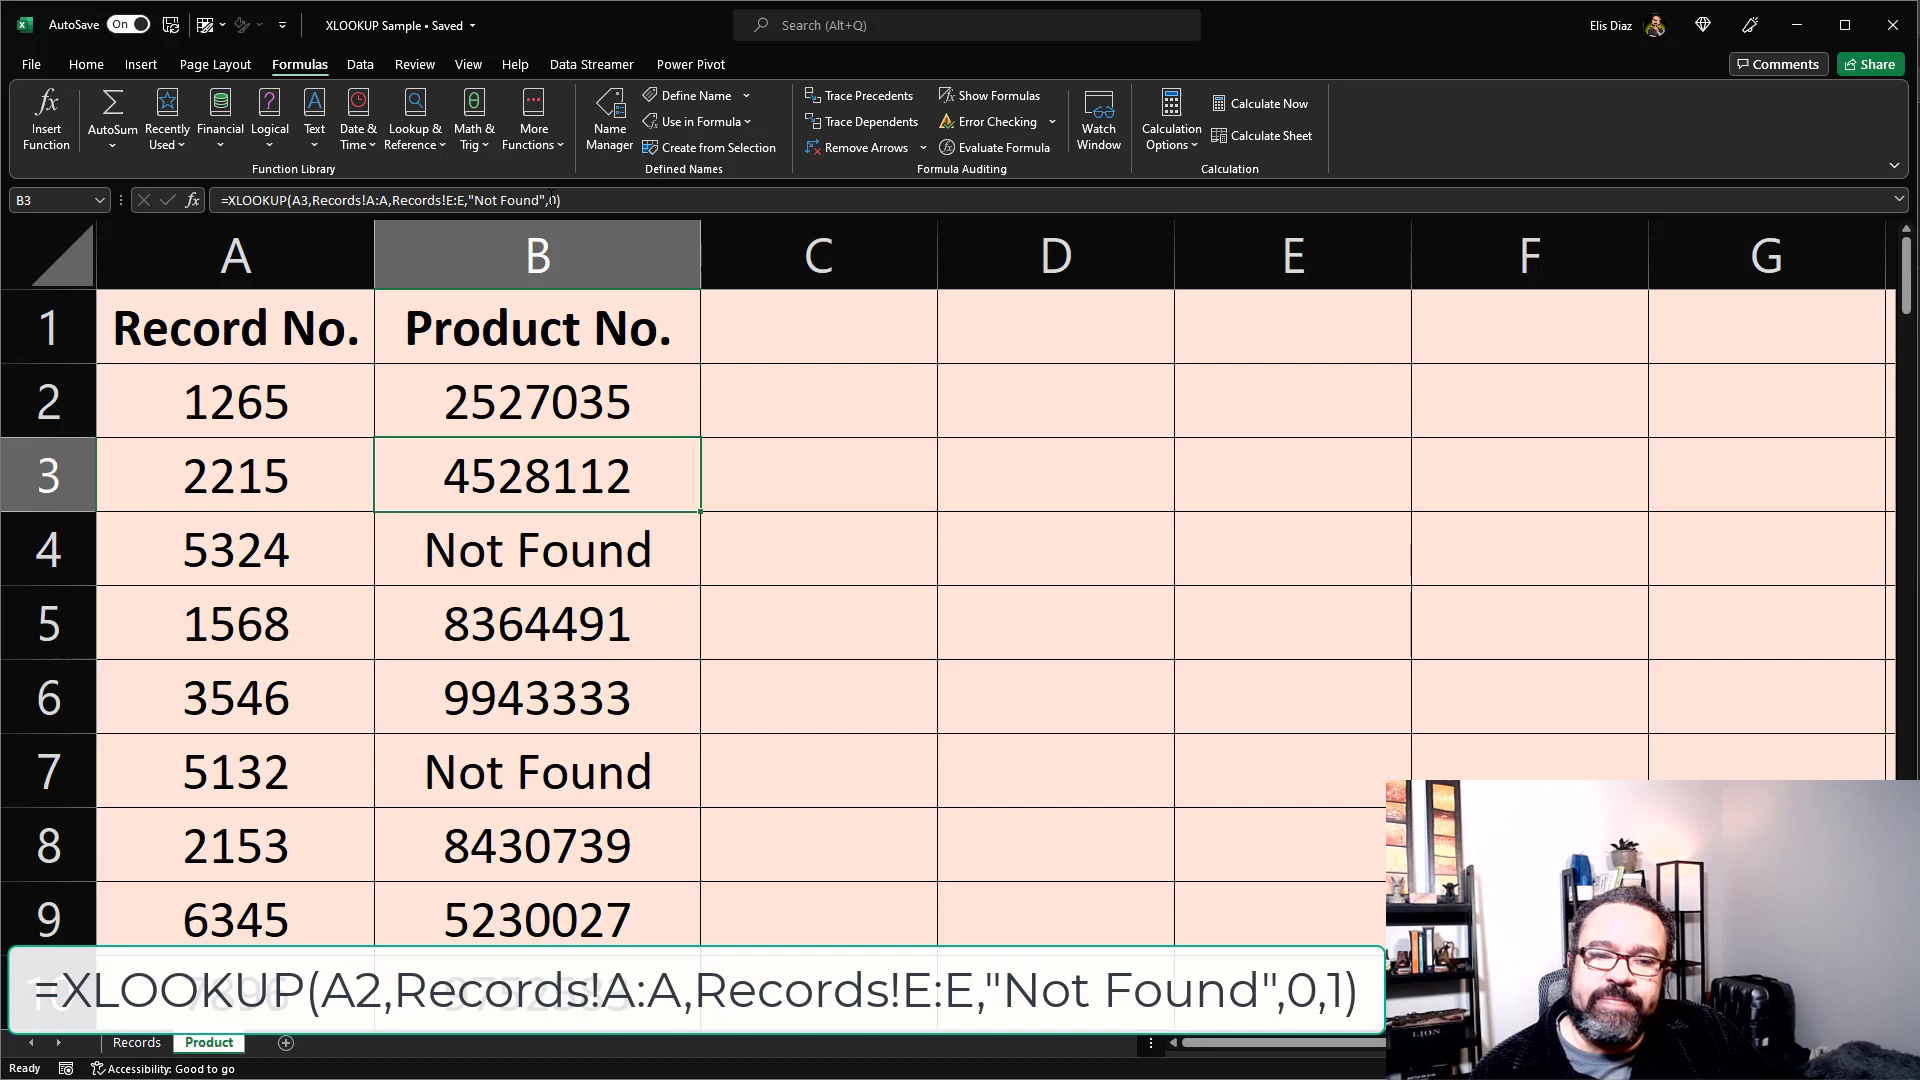 AutoSave On XLOOKUP Sample • Saved Search (Alt+Q) Elis Diaz
File Home Insert Page Layout Formulas Data Review View Help Data Streamer Power Pivot Comments Share
Insert Function
AutoSum
Recently Used
Financial
Logical
Text
Date & Time
Lookup & Reference
Math & Trig
More Functions
Function Library
Name Manager
Define Name
Use in Formula
Create from Selection
Defined Names
Trace Precedents
Trace Dependents
Remove Arrows
Show Formulas
Error Checking
Evaluate Formula
Formula Auditing
Watch Window
Calculation Options
Calculate Now
Calculate Sheet
Calculation
B3 fx =XLOOKUP(A3,Records!A:A,Records!E:E,"Not Found",0)
A B C D E F G
1 Record No. Product No.
2 1265 2527035
3 2215 4528112
4 5324 Not Found
5 1568 8364491
6 3546 9943333
7 5132 Not Found
8 2153 8430739
9 6345 5230027
=XLOOKUP(A2,Records!A:A,Records!E:E,"Not Found",0,1)
LION
Records Product
Ready Accessibility: Good to go